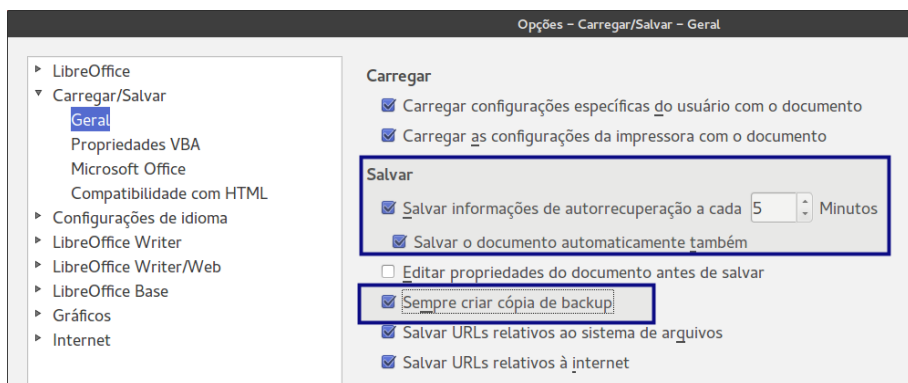 Opções – Carregar/Salvar – Geral
LibreOffice
Carregar/Salvar
Geral
Propriedades VBA
Microsoft Office
Compatibilidade com HTML
Configurações de idioma
LibreOffice Writer
LibreOffice Writer/Web
LibreOffice Base
Gráficos
Internet
Carregar
Carregar configurações específicas do usuário com o documento
Carregar as configurações da impressora com o documento
Salvar
Salvar informações de autorrecuperação a cada 5 Minutos
Salvar o documento automaticamente também
Editar propriedades do documento antes de salvar
Sempre criar cópia de backup
Salvar URLs relativos ao sistema de arquivos
Salvar URLs relativos à internet